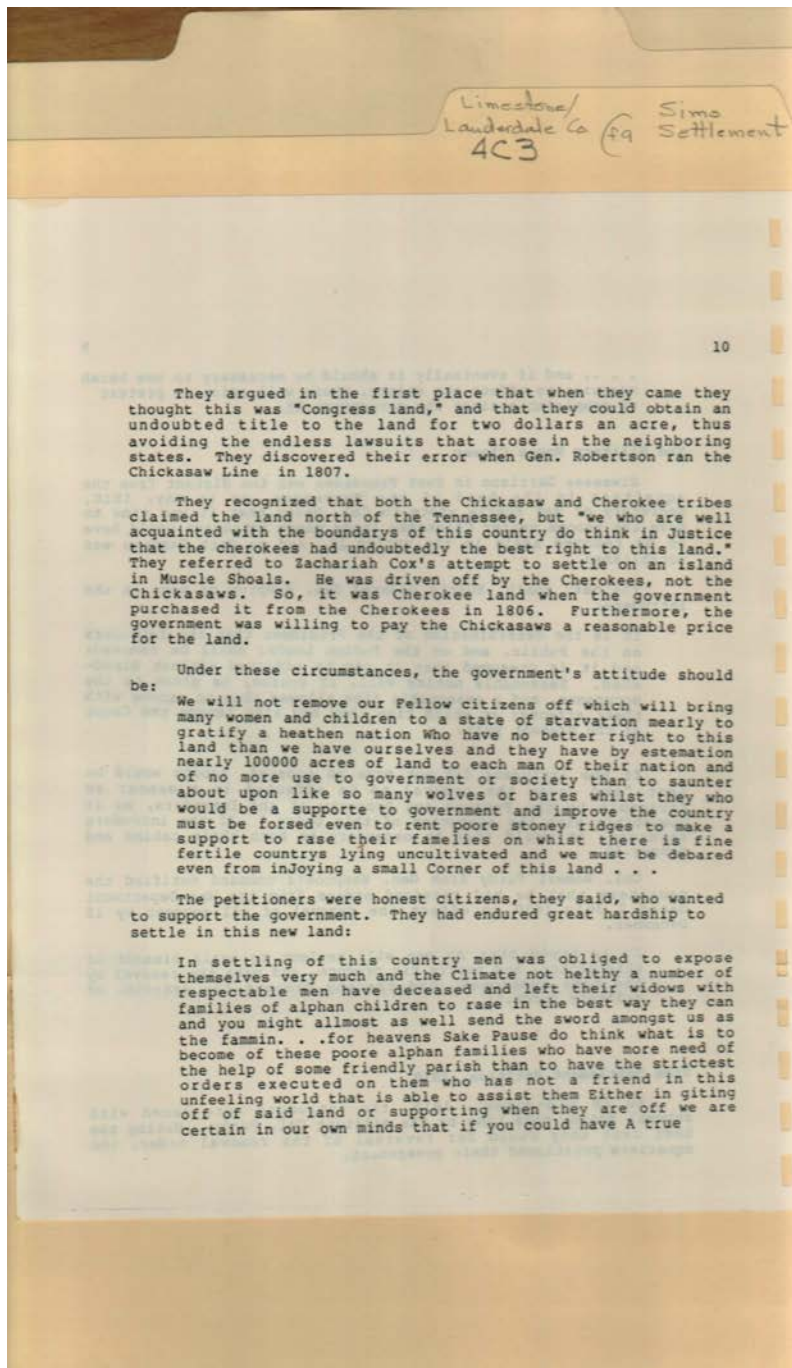 Limestone/
Lauderdale Co
4C3
Sims
Settlement
10
They argued in the first place that when they came they
thought this was "Congress land," and that they could obtain an
undoubted title to the land for two dollars an acre, thus
avoiding the endless lawsuits that arose in the neighboring
states. They discovered their error when Gen. Robertson ran the
Chickasaw Line in 1807.
They recognized that both the Chickasaw and Cherokee tribes
claimed the land north of the Tennessee, but "we who are well
acquainted with the boundarys of this country do think in Justice
that the cherokees had undoubtedly the best right to this land."
They referred to Zachariah Cox's attempt to settle on an island
in Muscle Shoals. He was driven off by the Cherokees, not the
Chickasaws. So, it was Cherokee land when the government
purchased it from the Cherokees in 1806. Furthermore, the
government was willing to pay the Chickasaws a reasonable price
for the land.
Under these circumstances, the government's attitude should
be:
We will not remove our Fellow citizens off which will bring
many women and children to a state of starvation mearly to
gratify a heathen nation Who have no better right to this
land than we have ourselves and they have by estemation
nearly 100000 acres of land to each man Of their nation and
of no more use to government or society than to saunter
about upon like so many wolves or bares whilst they who
would be a supporte to government and improve the country
must be forsed even to rent poore stoney ridges to make a
support to rase their famelies on whist there is fine
fertile countrys lying uncultivated and we must be debared
even from inJoying a small Corner of this land . . .
The petitioners were honest citizens, they said, who wanted
to support the government. They had endured great hardship to
settle in this new land:
In settling of this country men was obliged to expose
themselves very much and the Climate not helthy a number of
respectable men have deceased and left their widows with
families of alphan children to rase in the best way they can
and you might allmost as well send the sword amongst us as
the fammin. . .for heavens Sake Pause do think what is to
become of these poore alphan families who have more need of
the help of some friendly parish than to have the strictest
orders executed on them who has not a friend in this
unfeeling world that is able to assist them Either in giting
off of said land or supporting when they are off we are
certain in our own minds that if you could have A true